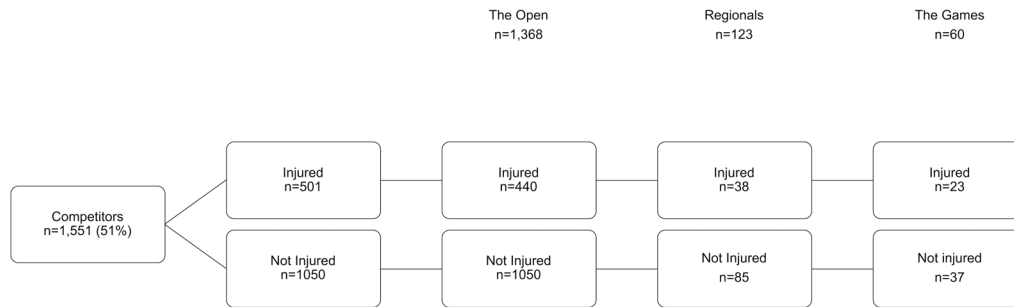 The Open
n=1,368
Regionals
n=123
The Games
n=60
Competitors
n=1,551 (51%)
Injured
n=501
Injured
n=440
Injured
n=38
Injured
n=23
Not Injured
n=1050
Not Injured
n=1050
Not Injured
n=85
Not injured
n=37